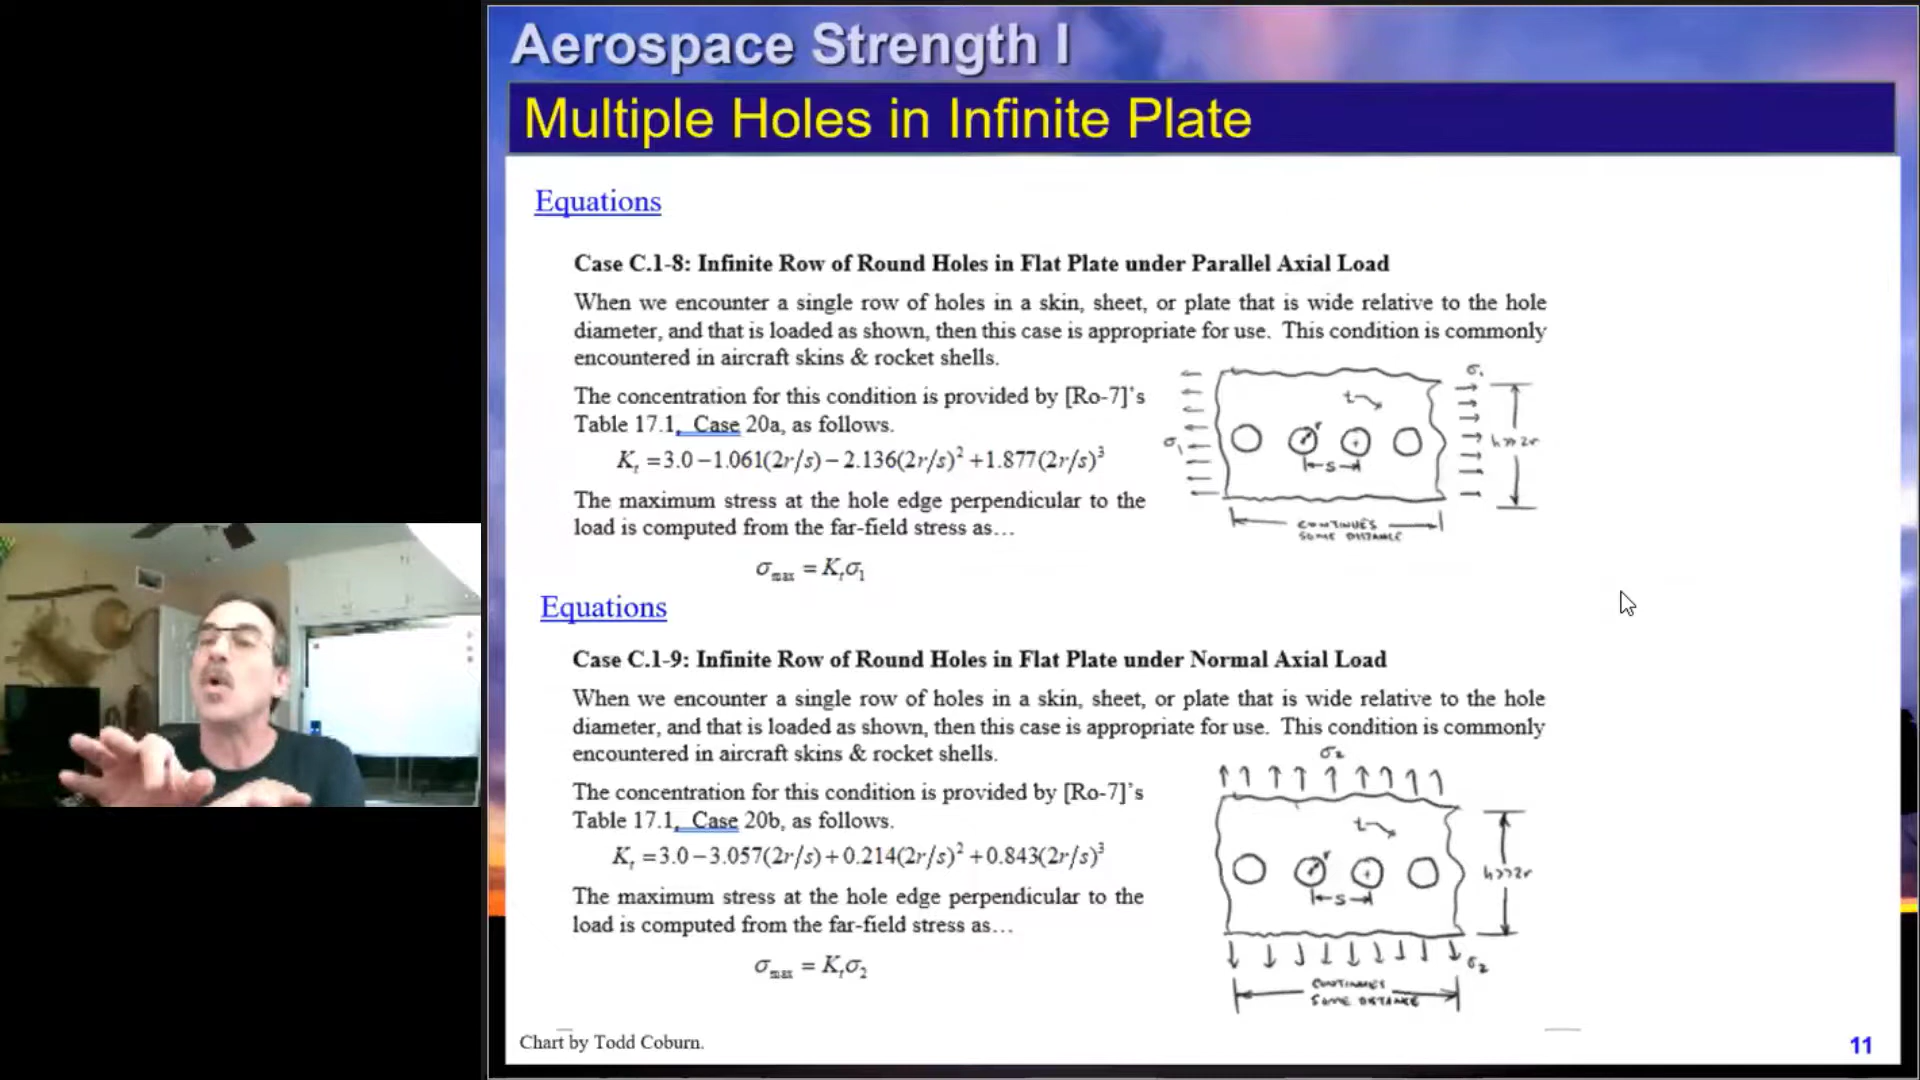 Aerospace Strength I
Multiple Holes in Infinite Plate
Equations
Case C.1-8: Infinite Row of Round Holes in Flat Plate under Parallel Axial Load
When we encounter a single row of holes in a skin, sheet, or plate that is wide relative to the hole
diameter, and that is loaded as shown, then this case is appropriate for use. This condition is commonly
encountered in aircraft skins & rocket shells.
The concentration for this condition is provided by [Ro-7]'s
Table 17.1, Case 20a, as follows.
K_t = 3.0 − 1.061(2r/s) − 2.136(2r/s)² + 1.877(2r/s)³
The maximum stress at the hole edge perpendicular to the
load is computed from the far-field stress as…
σ_max = K_tσ_1
σ_1
σ_1
t
r
s
h>>2r
CONTINUES
SOME DISTANCE
Equations
Case C.1-9: Infinite Row of Round Holes in Flat Plate under Normal Axial Load
When we encounter a single row of holes in a skin, sheet, or plate that is wide relative to the hole
diameter, and that is loaded as shown, then this case is appropriate for use. This condition is commonly
encountered in aircraft skins & rocket shells.
The concentration for this condition is provided by [Ro-7]'s
Table 17.1, Case 20b, as follows.
K_t = 3.0 − 3.057(2r/s) + 0.214(2r/s)² + 0.843(2r/s)³
The maximum stress at the hole edge perpendicular to the
load is computed from the far-field stress as…
σ_max = K_tσ_2
σ_2
t
r
s
h>>2r
σ_2
CONTINUES
SOME DISTANCE
Chart by Todd Coburn.
11